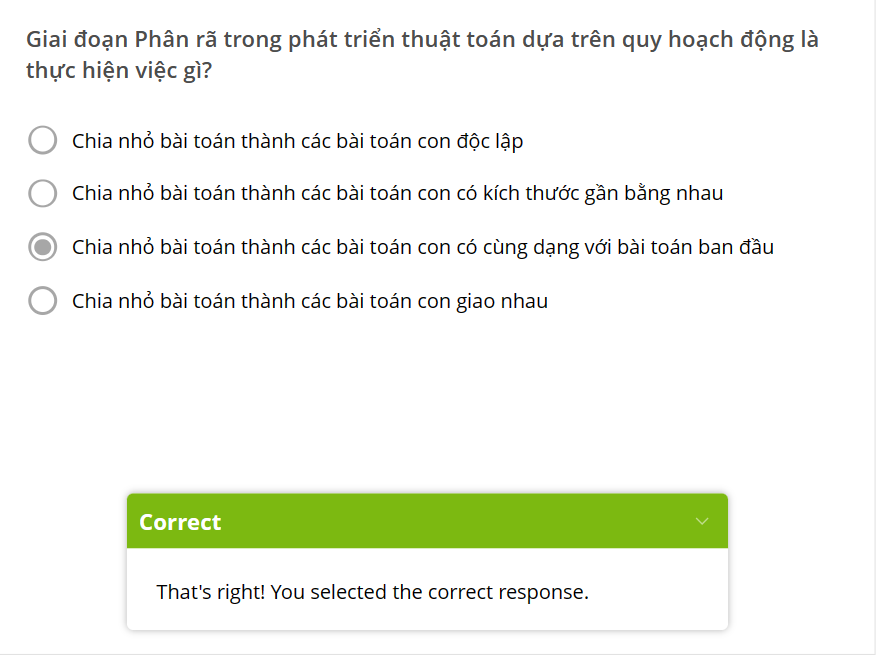 Giai đoạn Phân rã trong phát triển thuật toán dựa trên quy hoạch động là
thực hiện việc gì?
Chia nhỏ bài toán thành các bài toán con độc lập
Chia nhỏ bài toán thành các bài toán con có kích thước gần bằng nhau
Chia nhỏ bài toán thành các bài toán con có cùng dạng với bài toán ban đầu
Chia nhỏ bài toán thành các bài toán con giao nhau
Correct
That's right! You selected the correct response.